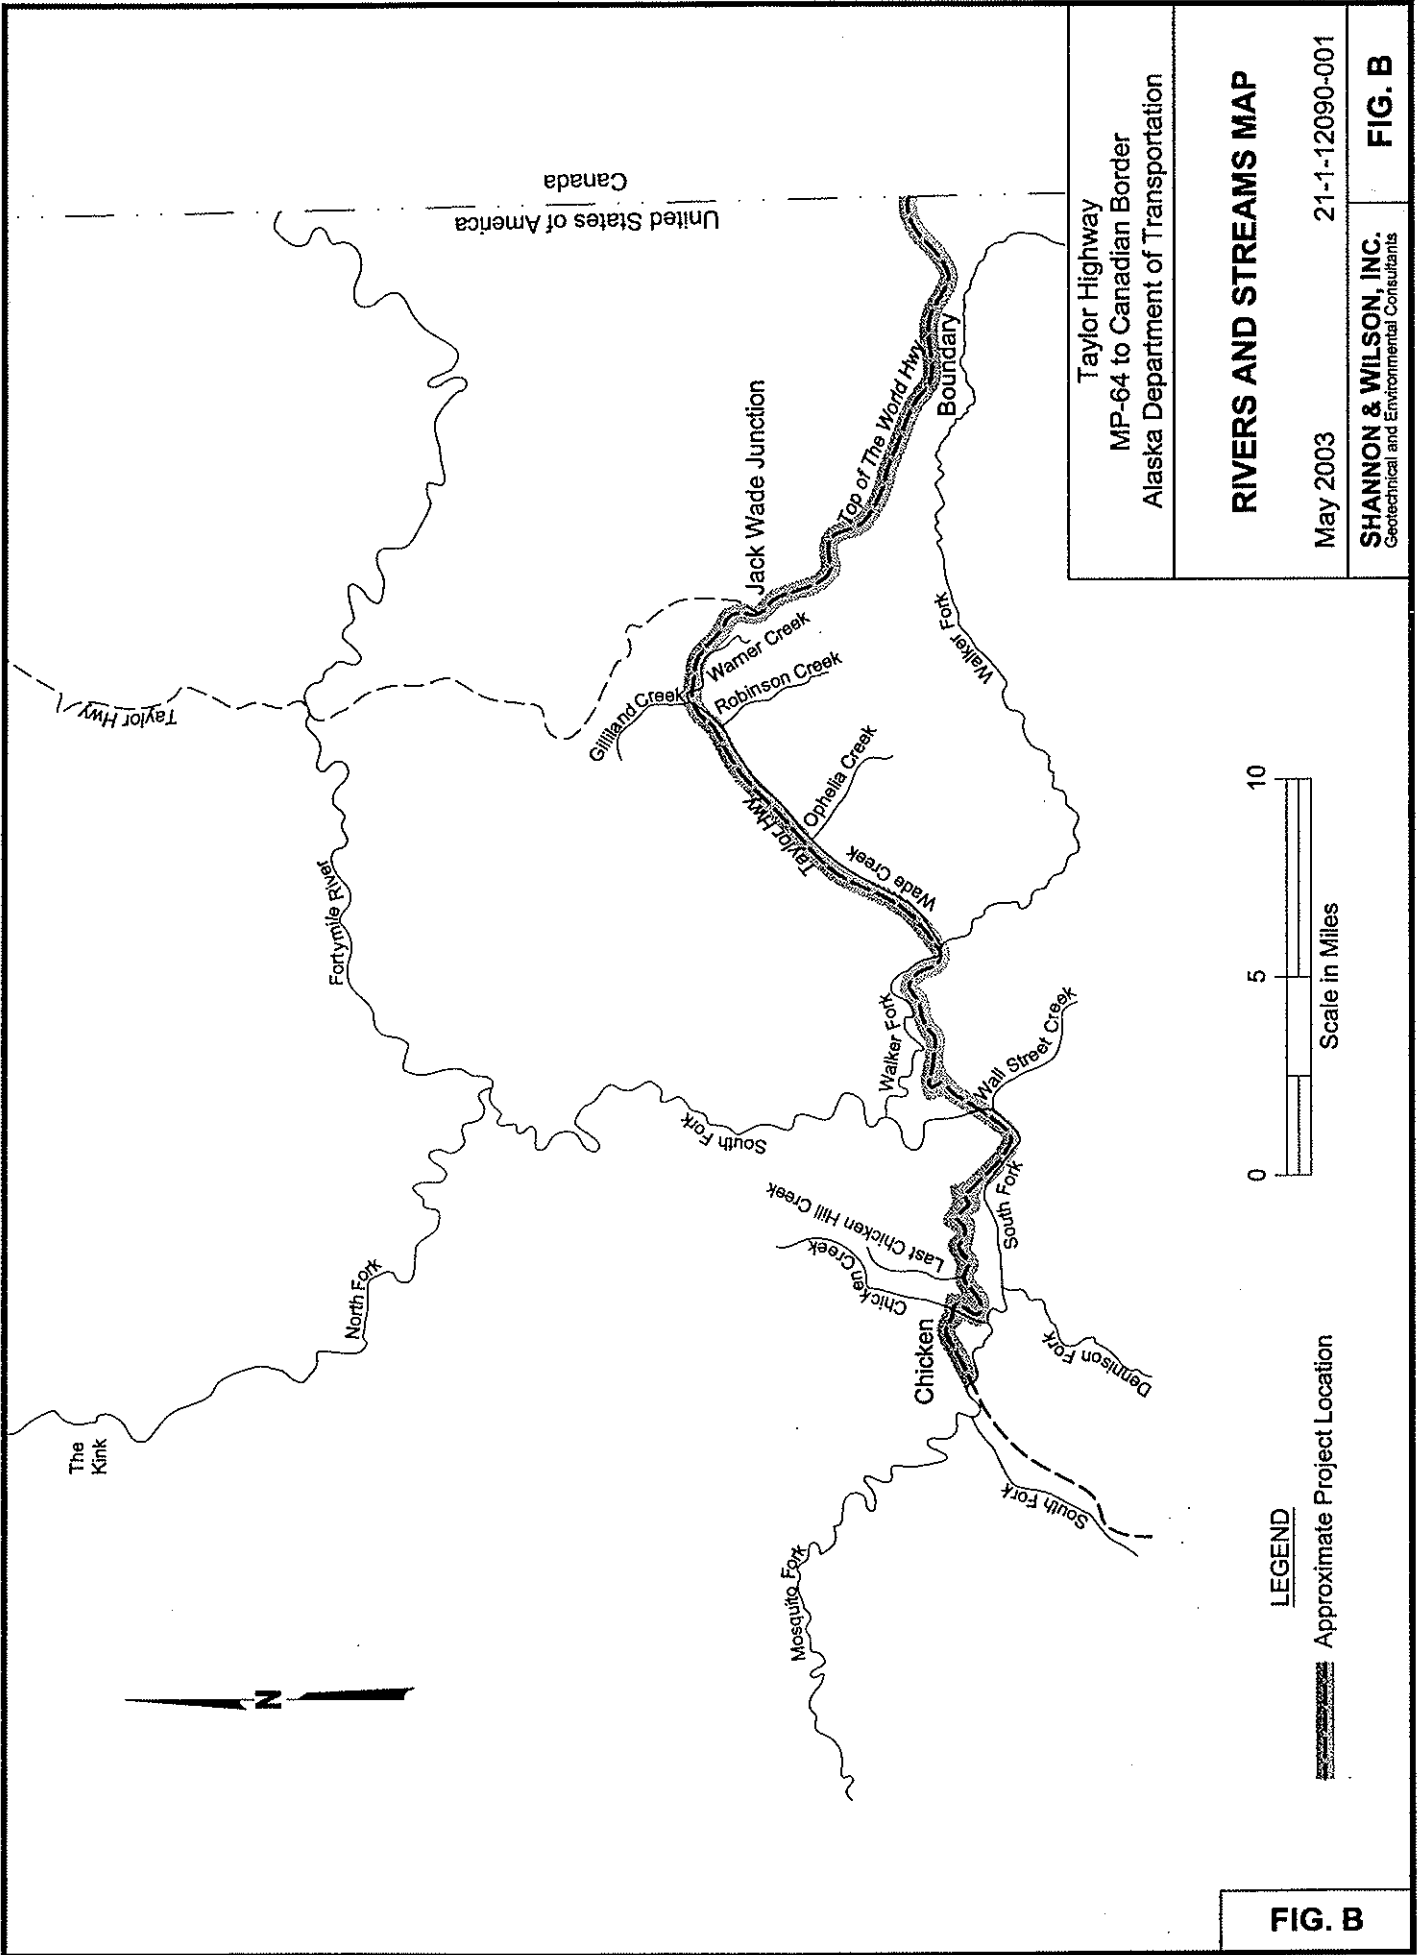 The
Kink
North Fork
Fortymile River
Taylor Hwy
United States of America
Canada
Mosquito Fork
South Fork
Chicken
Chicken Creek
Last Chicken Hill Creek
Dennison Fork
South Fork
South Fork
Walker Fork
Wall Street Creek
Wade Creek
Taylor Hwy
Ophelia Creek
Gilliland Creek
Robinson Creek
Warner Creek
Jack Wade Junction
Top of The World Hwy
Boundary
Walker Fork
N
LEGEND
Approximate Project Location
0 5 10
Scale in Miles
Taylor Highway
MP-64 to Canadian Border
Alaska Department of Transportation
RIVERS AND STREAMS MAP
May 2003 21-1-12090-001
SHANNON & WILSON, INC.
Geotechnical and Environmental Consultants
FIG. B
FIG. B